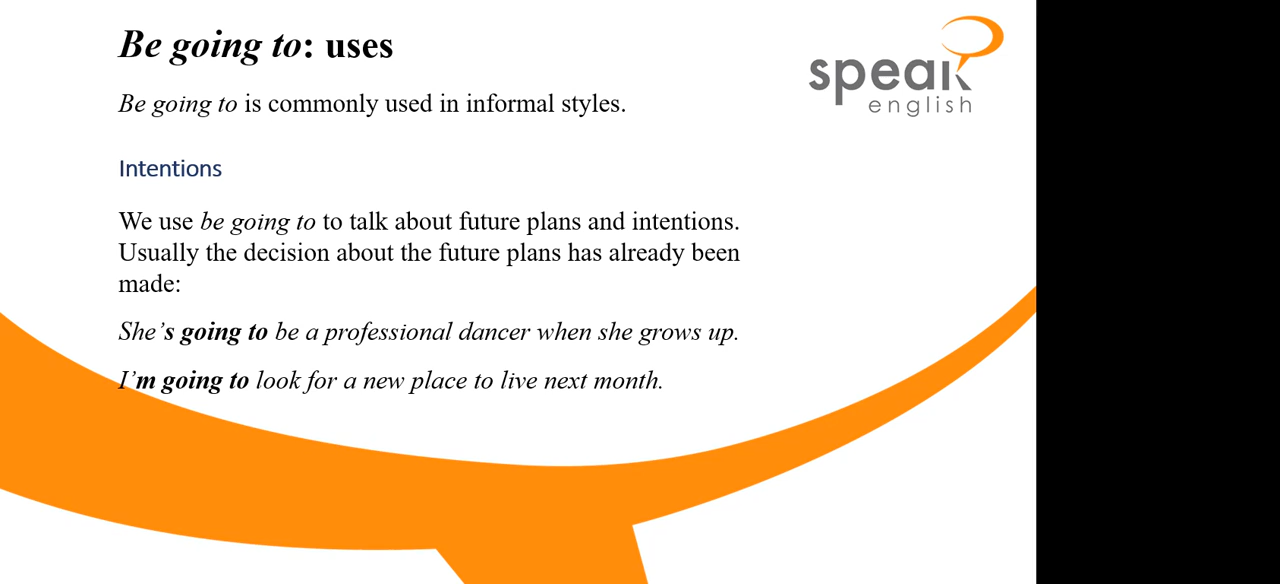 Be going to: uses
speak
english
Be going to is commonly used in informal styles.
Intentions
We use be going to to talk about future plans and intentions.
Usually the decision about the future plans has already been
made:
She’s going to be a professional dancer when she grows up.
I’m going to look for a new place to live next month.